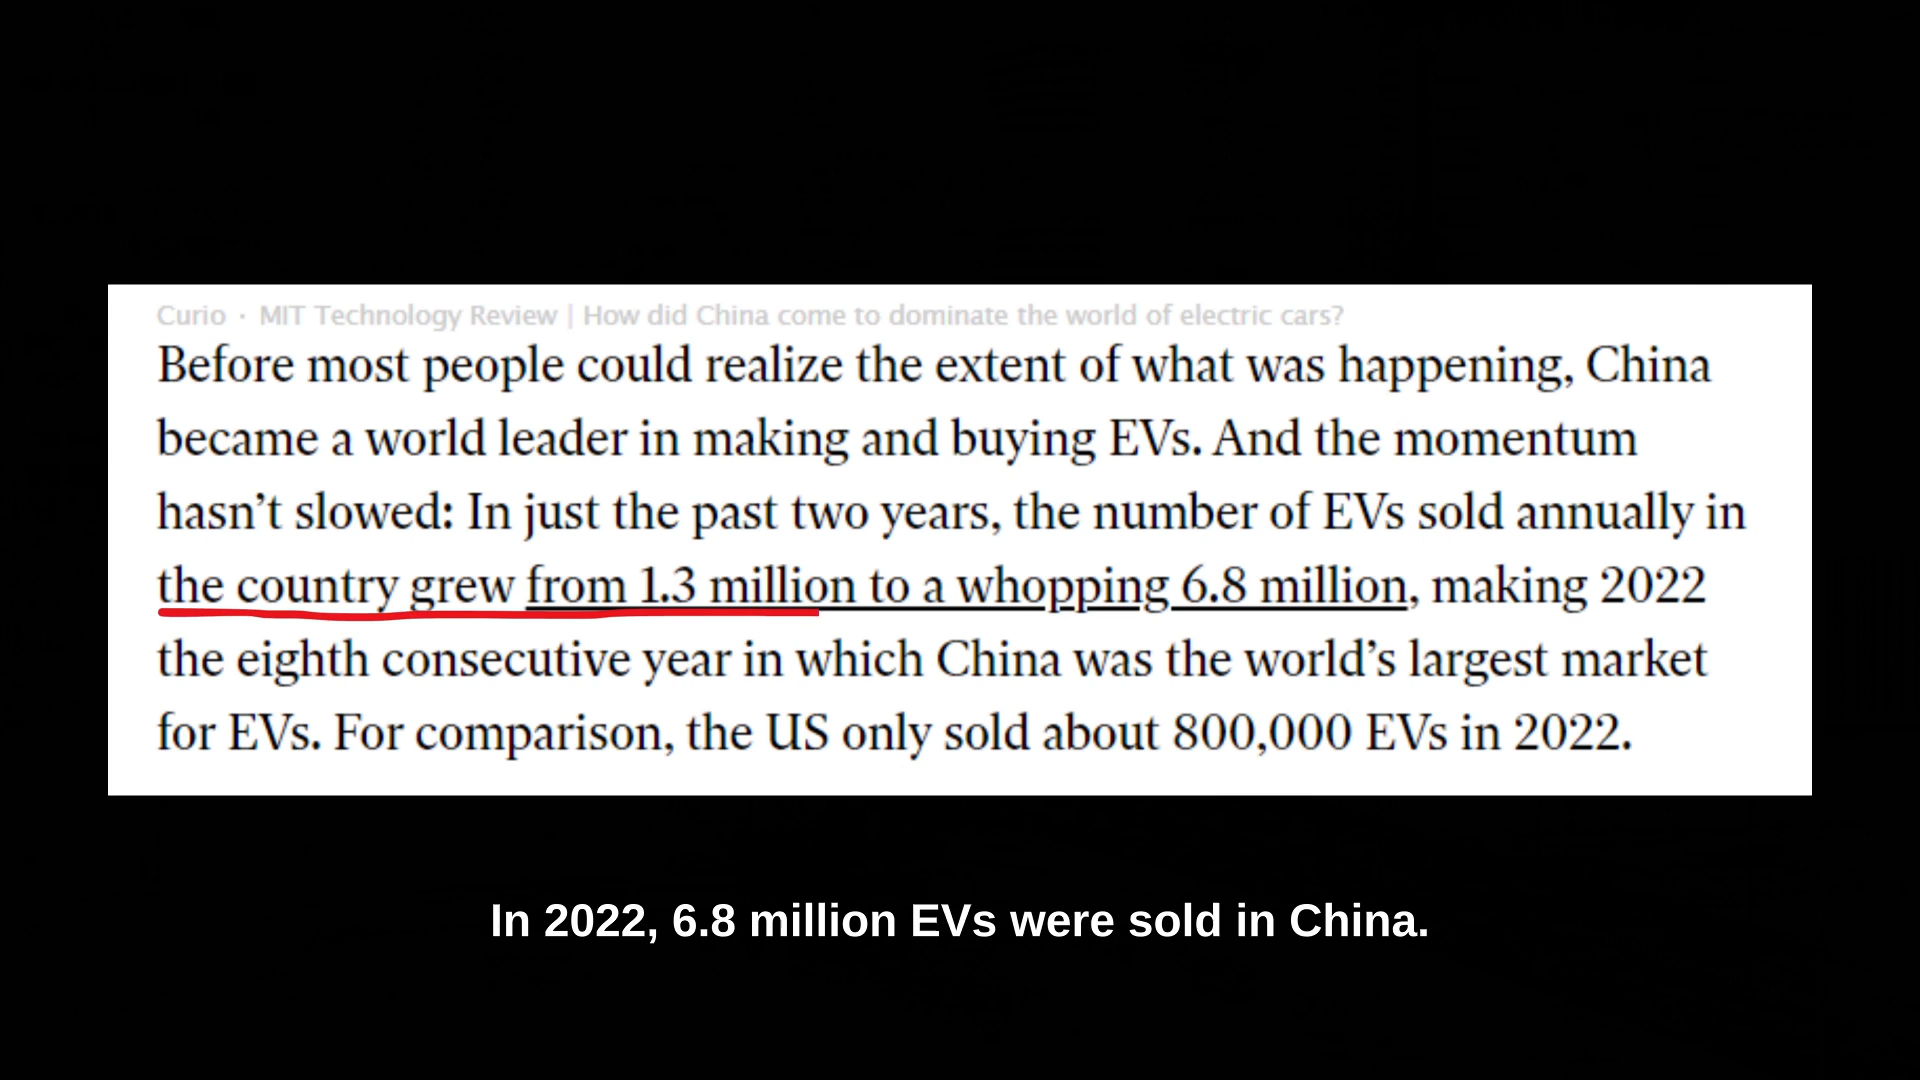 Curio · MIT Technology Review | How did China come to dominate the world of electric cars?
Before most people could realize the extent of what was happening, China
became a world leader in making and buying EVs. And the momentum
hasn’t slowed: In just the past two years, the number of EVs sold annually in
the country grew from 1.3 million to a whopping 6.8 million, making 2022
the eighth consecutive year in which China was the world’s largest market
for EVs. For comparison, the US only sold about 800,000 EVs in 2022.
In 2022, 6.8 million EVs were sold in China.